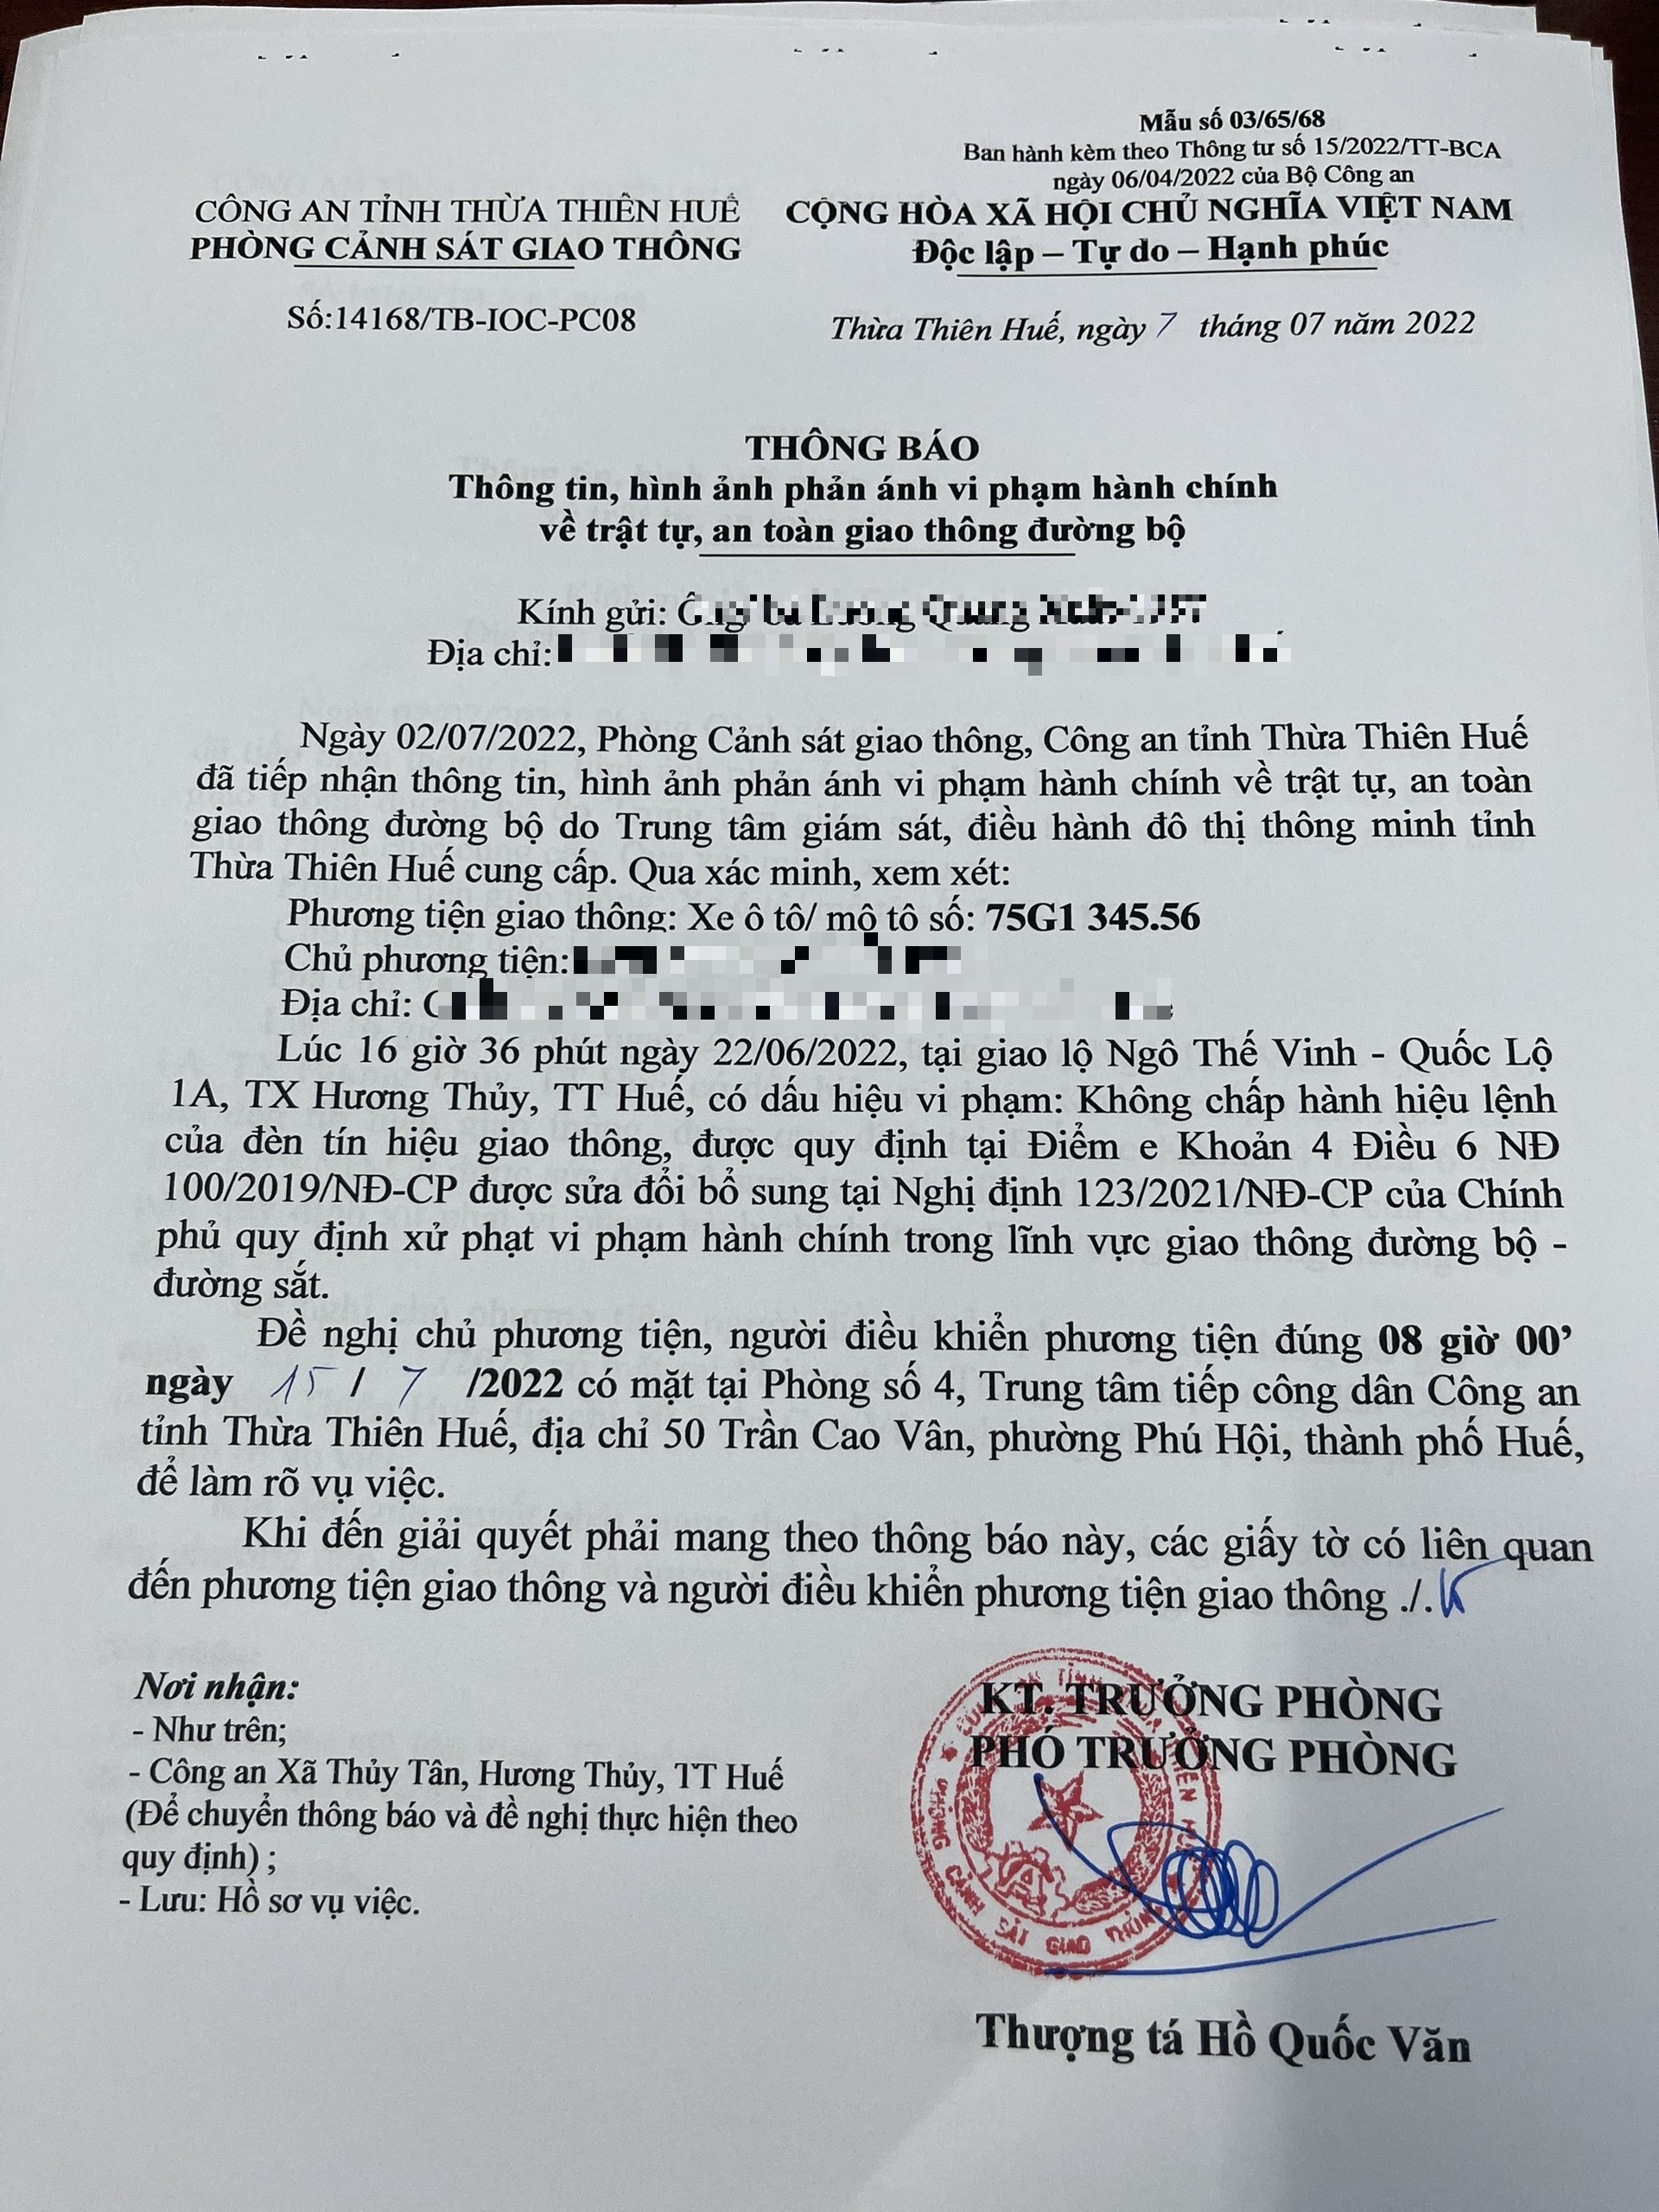 Mẫu số 03/65/68
Ban hành kèm theo Thông tư số 15/2022/TT-BCA
ngày 06/04/2022 của Bộ Công an
CÔNG AN TỈNH THỪA THIÊN HUẾ
PHÒNG CẢNH SÁT GIAO THÔNG
CỘNG HÒA XÃ HỘI CHỦ NGHĨA VIỆT NAM
Độc lập – Tự do – Hạnh phúc
Số:14168/TB-IOC-PC08
Thừa Thiên Huế, ngày 7 tháng 07 năm 2022
THÔNG BÁO
Thông tin, hình ảnh phản ánh vi phạm hành chính
về trật tự, an toàn giao thông đường bộ
Kính gửi:
Địa chỉ:
Ngày 02/07/2022, Phòng Cảnh sát giao thông, Công an tỉnh Thừa Thiên Huế
đã tiếp nhận thông tin, hình ảnh phản ánh vi phạm hành chính về trật tự, an toàn
giao thông đường bộ do Trung tâm giám sát, điều hành đô thị thông minh tỉnh
Thừa Thiên Huế cung cấp. Qua xác minh, xem xét:
Phương tiện giao thông: Xe ô tô/ mô tô số: 75G1 345.56
Chủ phương tiện:
Địa chỉ:
Lúc 16 giờ 36 phút ngày 22/06/2022, tại giao lộ Ngô Thế Vinh - Quốc Lộ
1A, TX Hương Thủy, TT Huế, có dấu hiệu vi phạm: Không chấp hành hiệu lệnh
của đèn tín hiệu giao thông, được quy định tại Điểm e Khoản 4 Điều 6 NĐ
100/2019/NĐ-CP được sửa đổi bổ sung tại Nghị định 123/2021/NĐ-CP của Chính
phủ quy định xử phạt vi phạm hành chính trong lĩnh vực giao thông đường bộ -
đường sắt.
Đề nghị chủ phương tiện, người điều khiển phương tiện đúng 08 giờ 00’
ngày 15 / 7 /2022 có mặt tại Phòng số 4, Trung tâm tiếp công dân Công an
tỉnh Thừa Thiên Huế, địa chỉ 50 Trần Cao Vân, phường Phú Hội, thành phố Huế,
để làm rõ vụ việc.
Khi đến giải quyết phải mang theo thông báo này, các giấy tờ có liên quan
đến phương tiện giao thông và người điều khiển phương tiện giao thông ./.
Nơi nhận:
- Như trên;
- Công an Xã Thủy Tân, Hương Thủy, TT Huế
(Để chuyển thông báo và đề nghị thực hiện theo
quy định) ;
- Lưu: Hồ sơ vụ việc.
KT. TRƯỞNG PHÒNG
PHÓ TRƯỞNG PHÒNG
PHÒNG CẢNH SÁT GIAO THÔNG
Thượng tá Hồ Quốc Văn